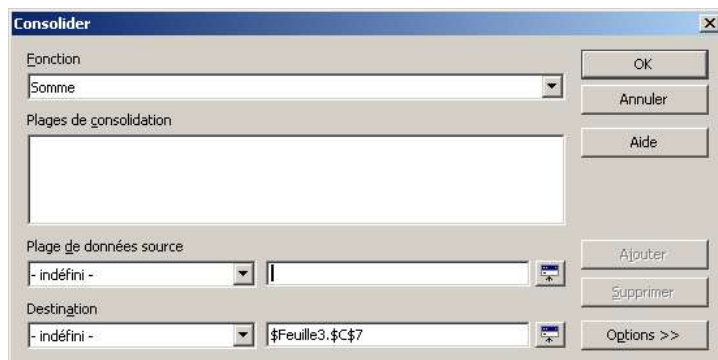 Consolider
Fonction
OK
Somme
Annuler
Plages de consolidation
Aide
Plage de données source
Ajouter
- indéfini -
Supprimer
Destination
- indéfini -
$Feuille3.$C$7
Options >>